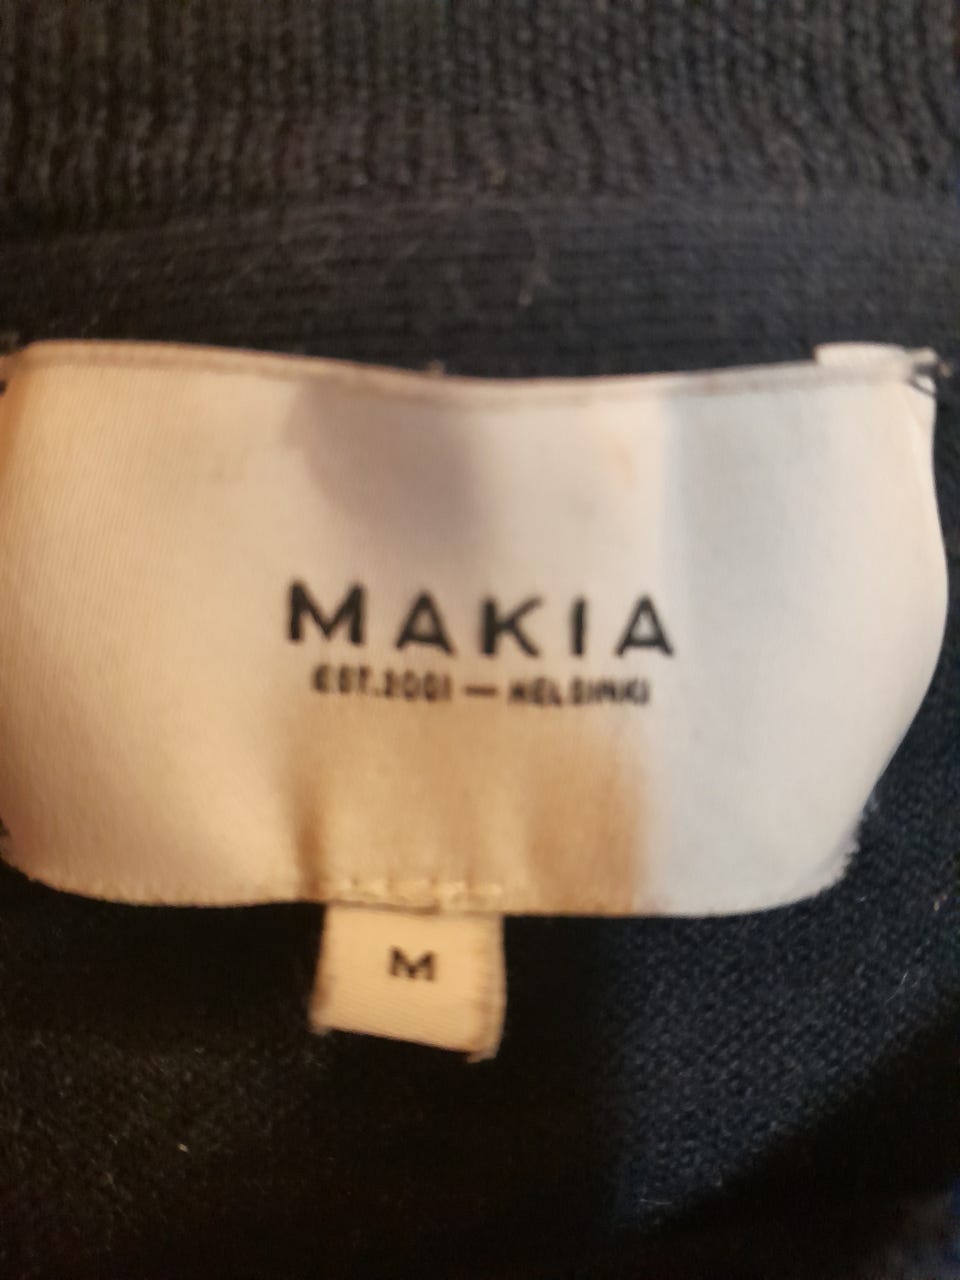 MAKIA
EST.2001 — HELSINKI
M